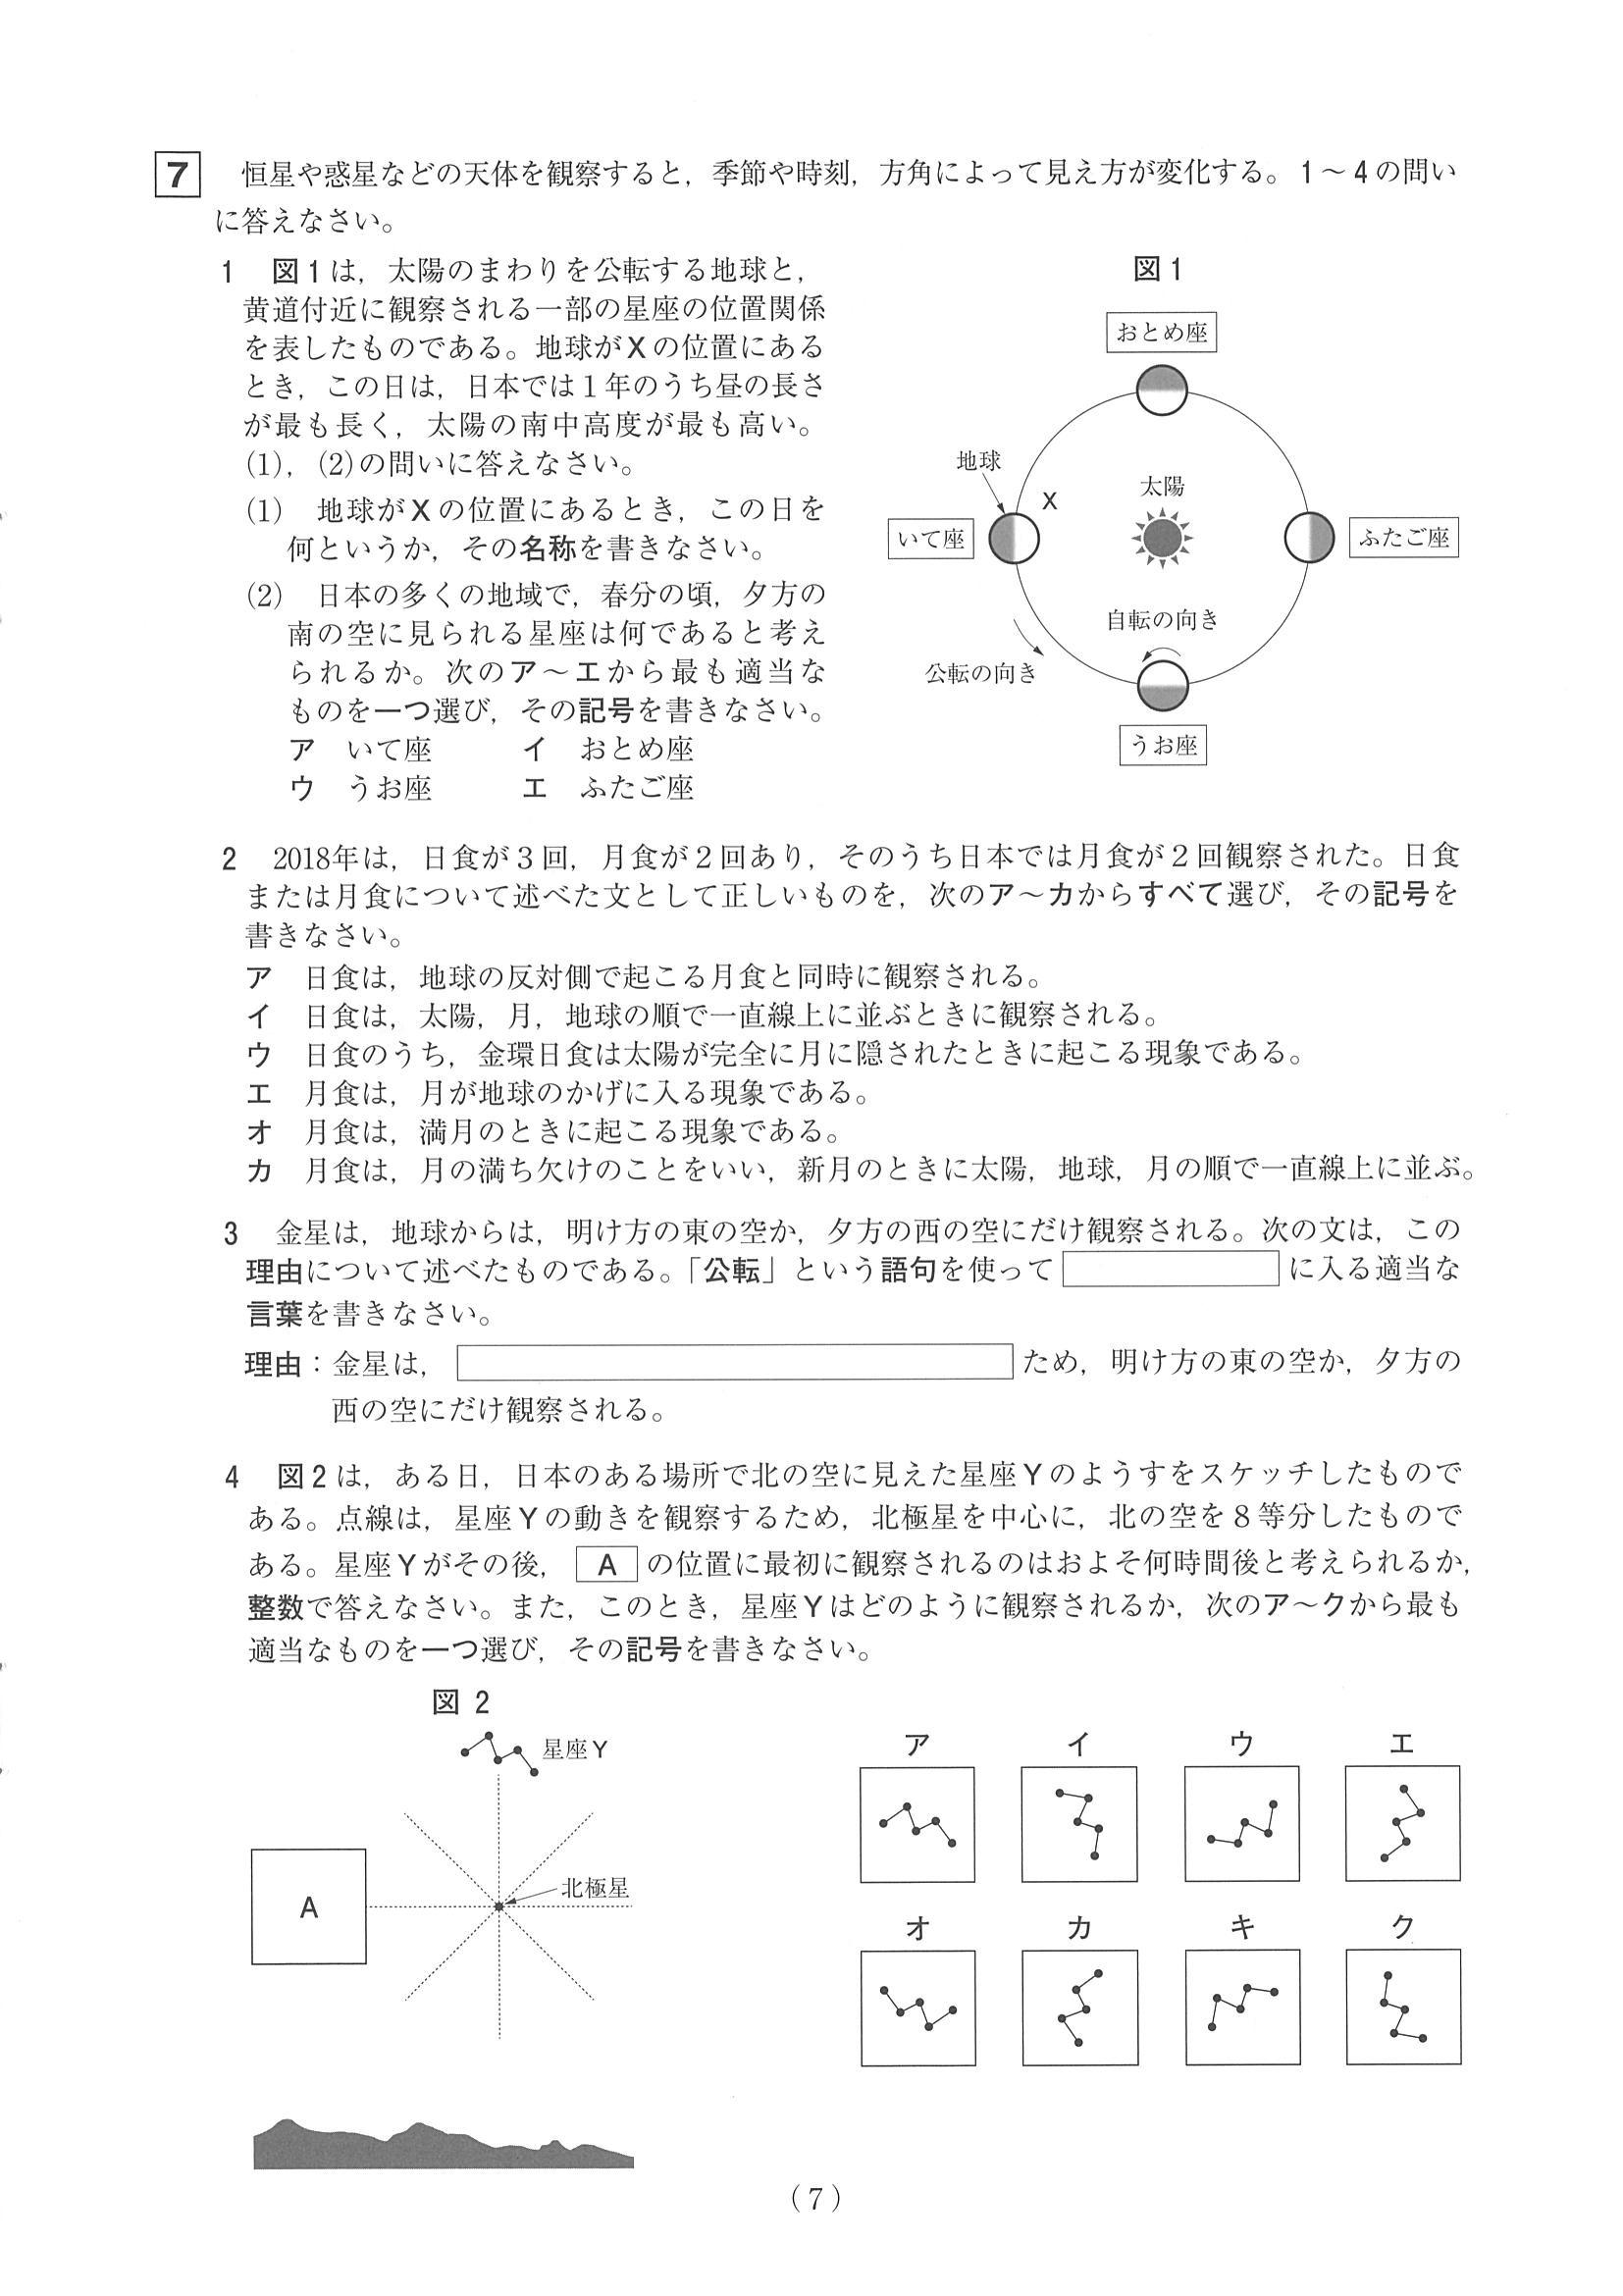 7 恒星や惑星などの天体を観察すると，季節や時刻，方角によって見え方が変化する。1～4の問い
に答えなさい。
1 図1は，太陽のまわりを公転する地球と，
黄道付近に観察される一部の星座の位置関係
を表したものである。地球がXの位置にある
とき，この日は，日本では1年のうち昼の長さ
が最も長く，太陽の南中高度が最も高い。
(1)，(2)の問いに答えなさい。
(1) 地球がXの位置にあるとき，この日を
何というか，その名称を書きなさい。
(2) 日本の多くの地域で，春分の頃，夕方の
南の空に見られる星座は何であると考え
られるか。次のア～エから最も適当な
ものを一つ選び，その記号を書きなさい。
ア いて座 イ おとめ座
ウ うお座 エ ふたご座
図1
おとめ座
地球
X
太陽
いて座
ふたご座
自転の向き
公転の向き
うお座
2 2018年は，日食が3回，月食が2回あり，そのうち日本では月食が2回観察された。日食
または月食について述べた文として正しいものを，次のア～カからすべて選び，その記号を
書きなさい。
ア 日食は，地球の反対側で起こる月食と同時に観察される。
イ 日食は，太陽，月，地球の順で一直線上に並ぶときに観察される。
ウ 日食のうち，金環日食は太陽が完全に月に隠されたときに起こる現象である。
エ 月食は，月が地球のかげに入る現象である。
オ 月食は，満月のときに起こる現象である。
カ 月食は，月の満ち欠けのことをいい，新月のときに太陽，地球，月の順で一直線上に並ぶ。
3 金星は，地球からは，明け方の東の空か，夕方の西の空にだけ観察される。次の文は，この
理由について述べたものである。「公転」という語句を使って に入る適当な
言葉を書きなさい。
理由：金星は， ため，明け方の東の空か，夕方の
西の空にだけ観察される。
4 図2は，ある日，日本のある場所で北の空に見えた星座Yのようすをスケッチしたもので
ある。点線は，星座Yの動きを観察するため，北極星を中心に，北の空を8等分したもので
ある。星座Yがその後， A の位置に最初に観察されるのはおよそ何時間後と考えられるか，
整数で答えなさい。また，このとき，星座Yはどのように観察されるか，次のア～クから最も
適当なものを一つ選び，その記号を書きなさい。
図 2
星座Y
A
北極星
ア イ ウ エ
オ カ キ ク
(7)